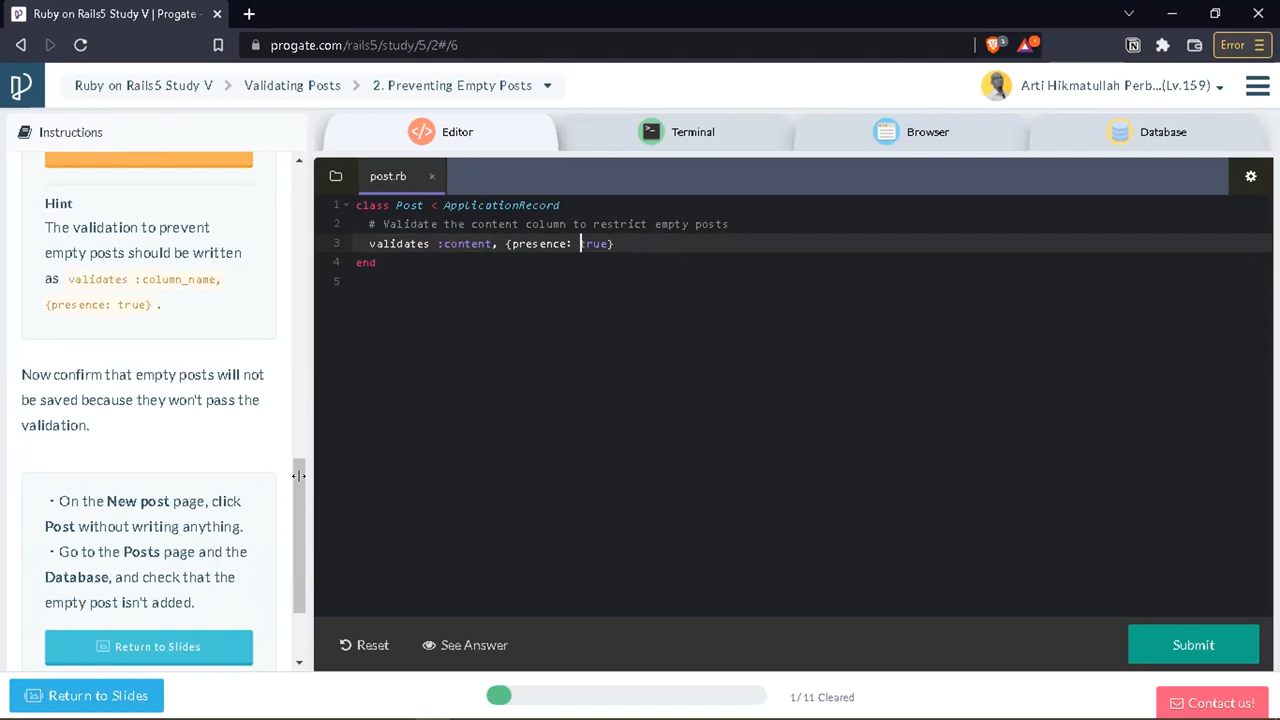 Ruby on Rails5 Study V | Progate -
progate.com/rails5/study/5/2#/6
Error
Ruby on Rails5 Study V
Validating Posts
2. Preventing Empty Posts
Arti Hikmatullah Perb...(Lv.159)
Instructions
Editor
Terminal
Browser
Database
Hint
The validation to prevent
empty posts should be written
as validates :column_name,
{presence: true} .
Now confirm that empty posts will not
be saved because they won't pass the
validation.
・On the New post page, click
Post without writing anything.
・Go to the Posts page and the
Database, and check that the
empty post isn't added.
Return to Slides
post.rb
1 class Post < ApplicationRecord
2 # Validate the content column to restrict empty posts
3 validates :content, {presence: true}
4 end
5
Reset
See Answer
Submit
Return to Slides
1/11 Cleared
Contact us!